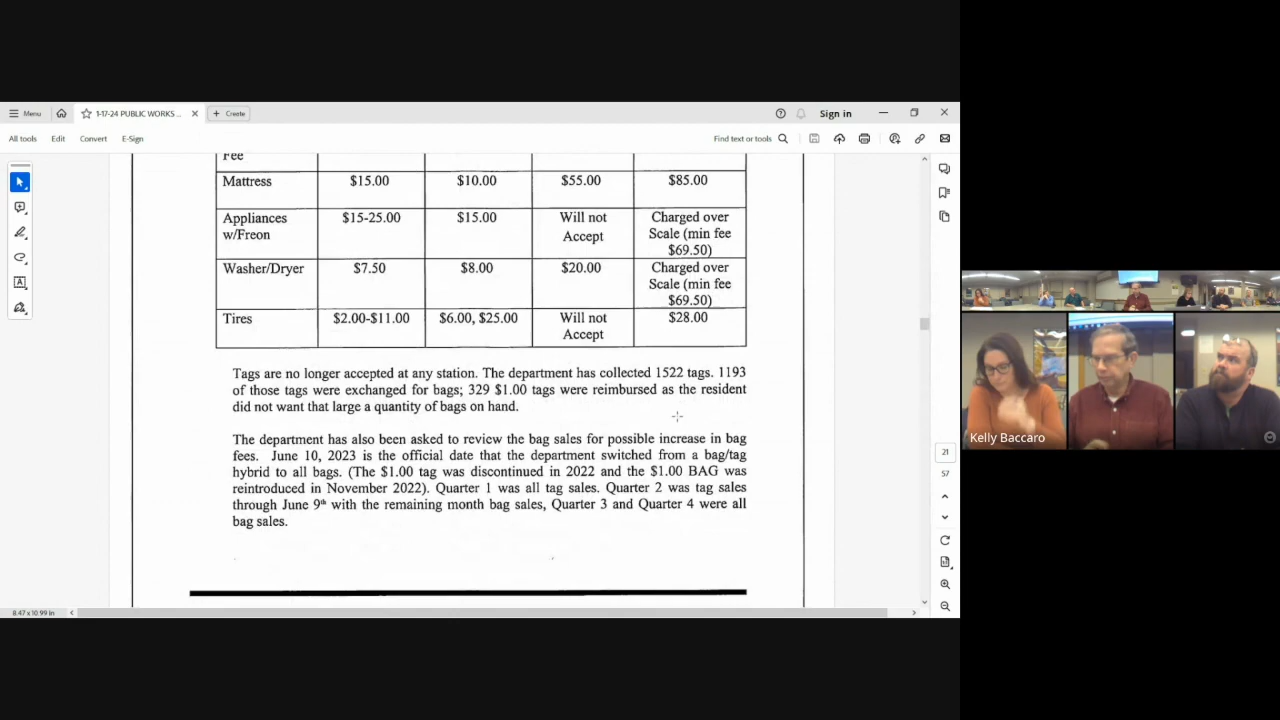 Menu
1-17-24 PUBLIC WORKS ...
Create
Sign in
All tools
Edit
Convert
E-Sign
Find text or tools
Fee
Mattress $15.00 $10.00 $55.00 $85.00
Appliances $15-25.00 $15.00 Will not Charged over
w/Freon Accept Scale (min fee
$69.50)
Washer/Dryer $7.50 $8.00 $20.00 Charged over
Scale (min fee
$69.50)
Tires $2.00-$11.00 $6.00, $25.00 Will not $28.00
Accept
Tags are no longer accepted at any station. The department has collected 1522 tags. 1193
of those tags were exchanged for bags; 329 $1.00 tags were reimbursed as the resident
did not want that large a quantity of bags on hand.
The department has also been asked to review the bag sales for possible increase in bag
fees. June 10, 2023 is the official date that the department switched from a bag/tag
hybrid to all bags. (The $1.00 tag was discontinued in 2022 and the $1.00 BAG was
reintroduced in November 2022). Quarter 1 was all tag sales. Quarter 2 was tag sales
through June 9th with the remaining month bag sales, Quarter 3 and Quarter 4 were all
bag sales.
21
57
8.47 x 10.99 in
Kelly Baccaro